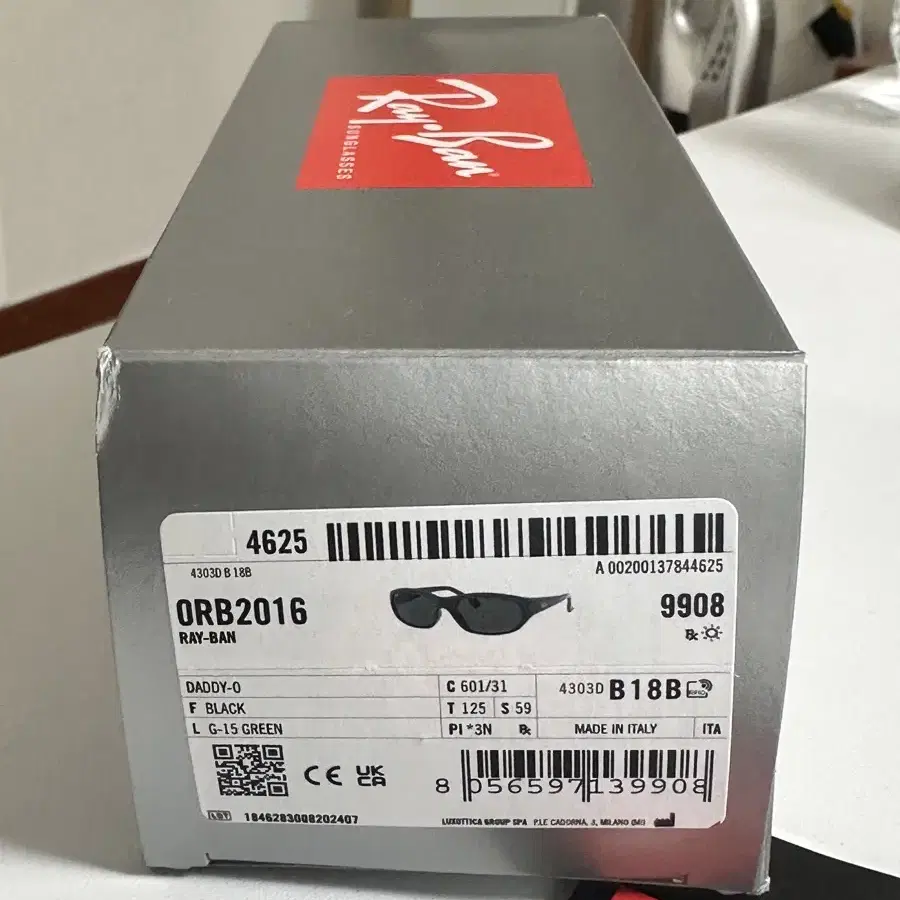 Ray-Ban
SUNGLASSES
4625
4303D B 18B
A 00200137844625
0RB2016
9908
RAY-BAN
DADDY-O
C 601/31
4303D B18B
RFID
F BLACK
T 125
S 59
L G-15 GREEN
PI *3N
MADE IN ITALY
ITA
CE
UK
CA
8 056597 139908
LOT
1846283008202407
LUXOTTICA GROUP SPA P.LE CADORNA, 3, MILANO (MI)